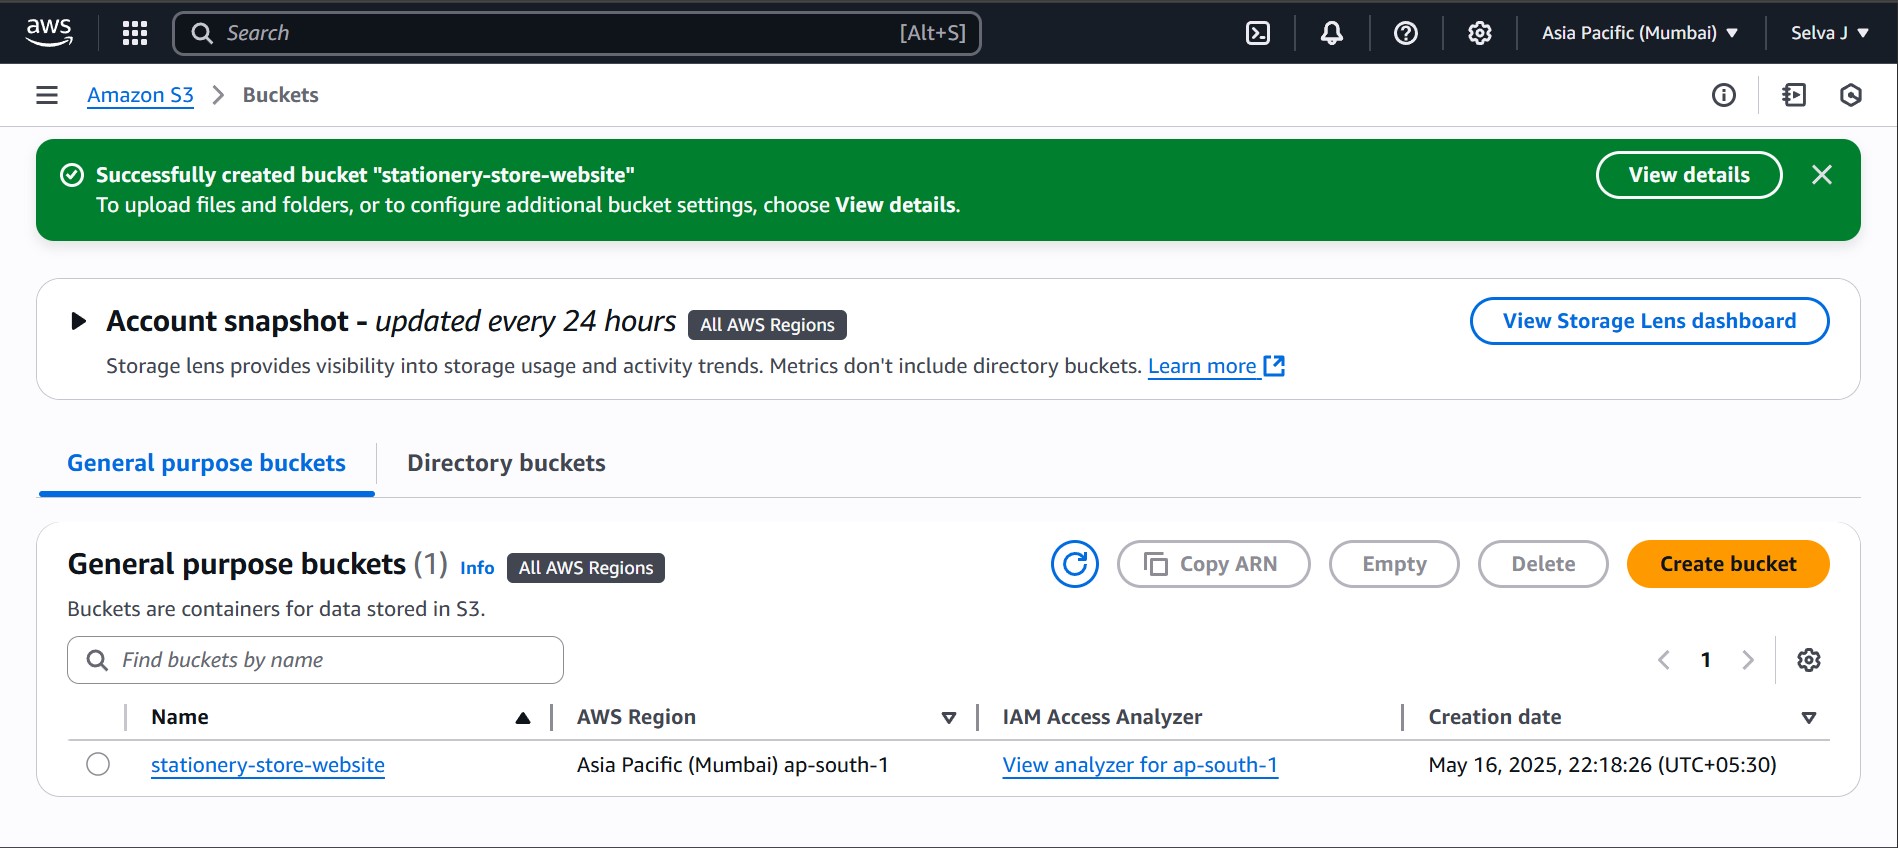 aws
Search [Alt+S]
Asia Pacific (Mumbai)
Selva J
Amazon S3 > Buckets
Successfully created bucket "stationery-store-website"
To upload files and folders, or to configure additional bucket settings, choose View details.
View details
Account snapshot - updated every 24 hours All AWS Regions
Storage lens provides visibility into storage usage and activity trends. Metrics don't include directory buckets. Learn more
View Storage Lens dashboard
General purpose buckets
Directory buckets
General purpose buckets (1) Info All AWS Regions
Buckets are containers for data stored in S3.
Copy ARN
Empty
Delete
Create bucket
Find buckets by name
1
Name AWS Region IAM Access Analyzer Creation date
stationery-store-website Asia Pacific (Mumbai) ap-south-1 View analyzer for ap-south-1 May 16, 2025, 22:18:26 (UTC+05:30)